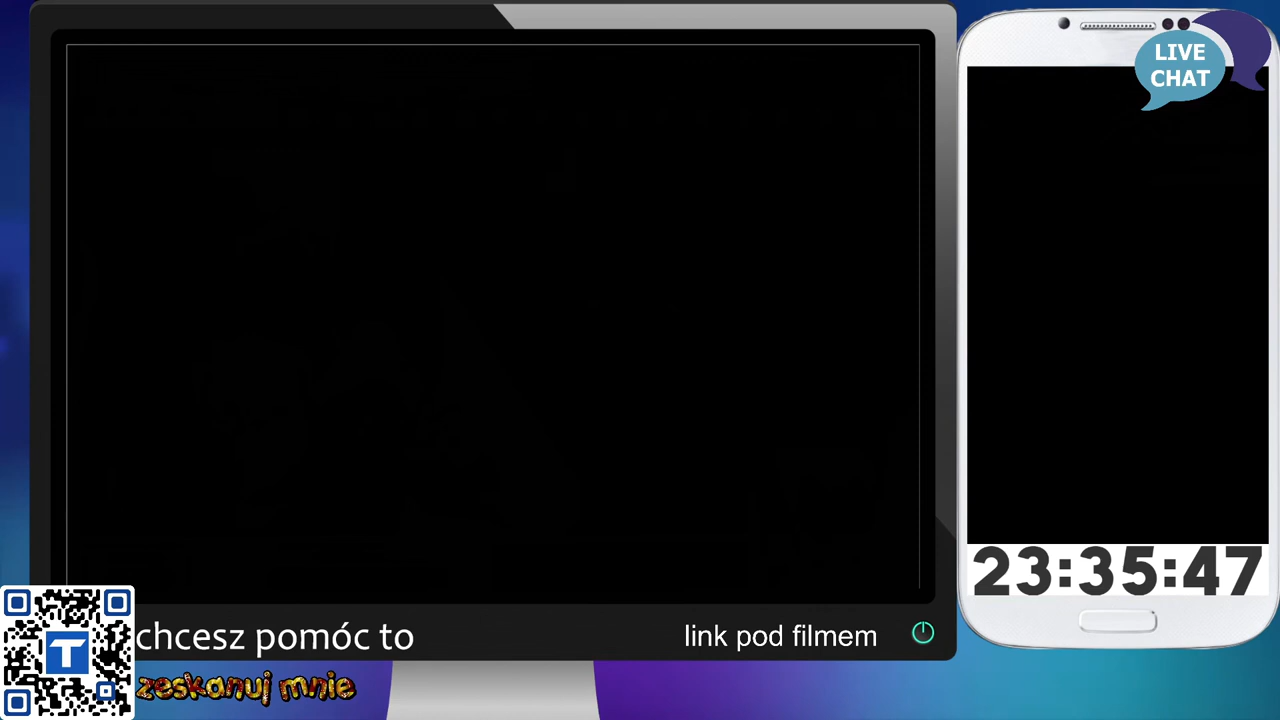 LIVE
CHAT
23:35:47
chcesz pomóc to
link pod filmem
T
zeskanuj mnie